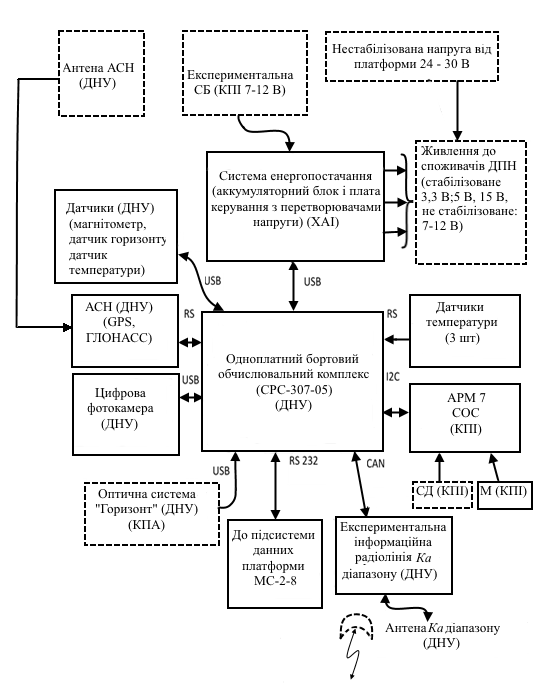 Антена АСН
(ДНУ)
Експериментальна
СБ (КПІ 7-12 В)
Нестабілізована напруга від
платформи 24 - 30 В
Система енергопостачання
(аккумуляторний блок і плата
керування з перетворювачами
напруги) (ХАІ)
Живлення до
споживачів ДПН
(стабілізоване
3,3 В;5 В, 15 В,
не стабілізоване:
7-12 В)
Датчики (ДНУ)
(магнітометр,
датчик горизонту
датчик
температури)
USB
USB
АСН (ДНУ)
(GPS,
ГЛОНАСС)
RS
Одноплатний бортовий
обчислювальний комплекс
(СРС-307-05)
(ДНУ)
RS
Датчики
температури
(3 шт)
Цифрова
фотокамера
(ДНУ)
USB
I2C
АРМ 7
СОС
(КПІ)
USB
RS 232
CAN
СД (КПІ)
М (КПІ)
Оптична система
"Горизонт" (ДНУ)
(КПА)
До підсистеми
данних
платформи
МС-2-8
Експериментальна
інформаційна
радіолінія Ka
діапазону (ДНУ)
Антена Ka діапазону
(ДНУ)